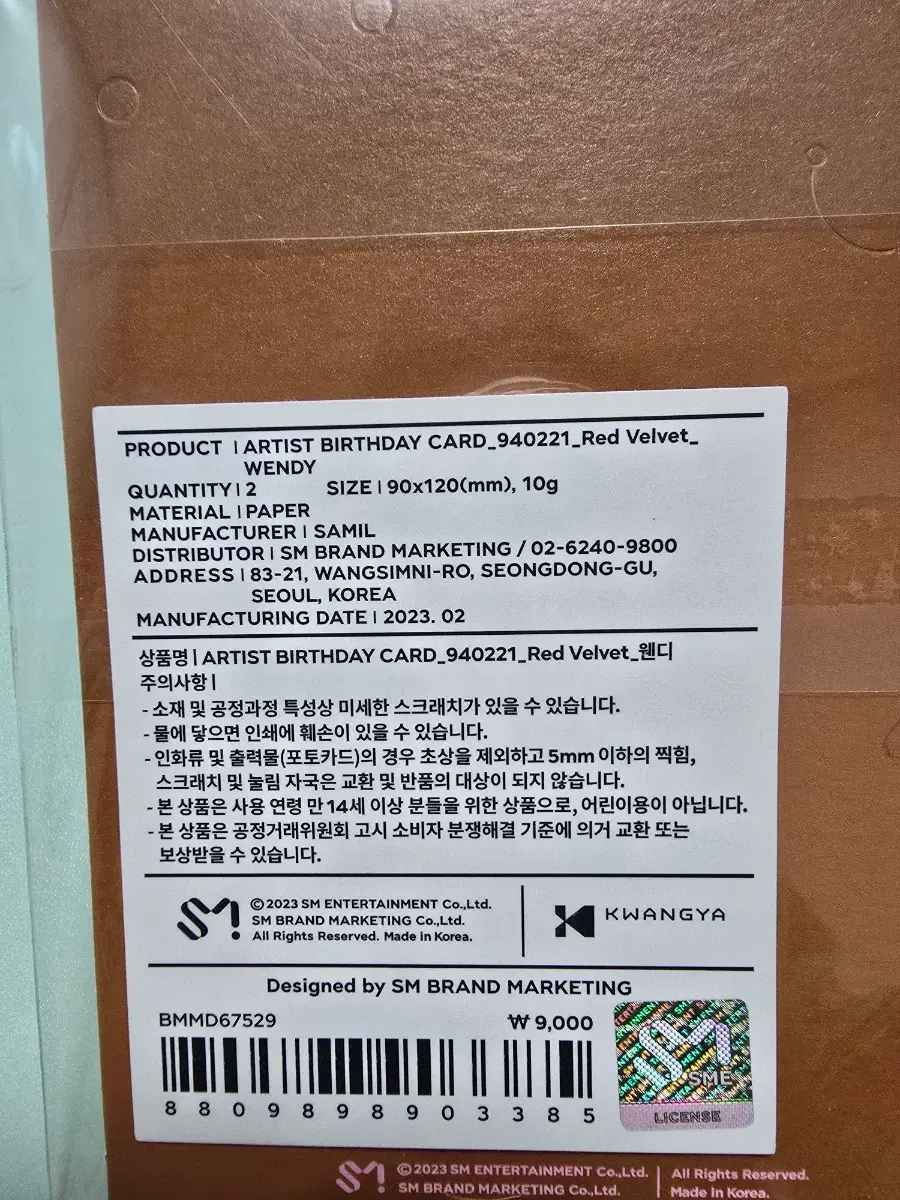 PRODUCT | ARTIST BIRTHDAY CARD_940221_Red Velvet_
WENDY
QUANTITY | 2 SIZE | 90x120(mm), 10g
MATERIAL | PAPER
MANUFACTURER | SAMIL
DISTRIBUTOR | SM BRAND MARKETING / 02-6240-9800
ADDRESS | 83-21, WANGSIMNI-RO, SEONGDONG-GU,
SEOUL, KOREA
MANUFACTURING DATE | 2023. 02
상품명 | ARTIST BIRTHDAY CARD_940221_Red Velvet_웬디
주의사항 |
- 소재 및 공정과정 특성상 미세한 스크래치가 있을 수 있습니다.
- 물에 닿으면 인쇄에 훼손이 있을 수 있습니다.
- 인화류 및 출력물(포토카드)의 경우 초상을 제외하고 5mm 이하의 찍힘,
스크래치 및 눌림 자국은 교환 및 반품의 대상이 되지 않습니다.
- 본 상품은 사용 연령 만 14세 이상 분들을 위한 상품으로, 어린이용이 아닙니다.
- 본 상품은 공정거래위원회 고시 소비자 분쟁해결 기준에 의거 교환 또는
보상받을 수 있습니다.
SM
©2023 SM ENTERTAINMENT Co.,Ltd.
SM BRAND MARKETING Co.,Ltd.
All Rights Reserved. Made in Korea.
KWANGYA
Designed by SM BRAND MARKETING
BMMD67529 ₩ 9,000
8809898903385
SM
SME
LICENSE
SM
©2023 SM ENTERTAINMENT Co.,Ltd.
SM BRAND MARKETING Co.,Ltd.
All Rights Reserved.
Made in Korea.